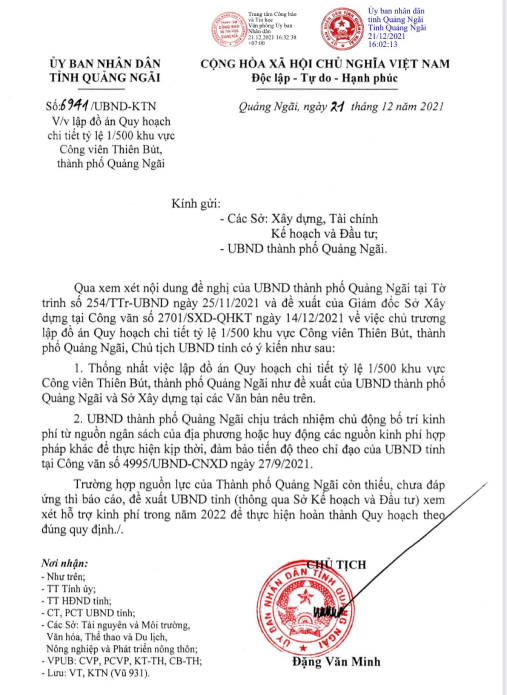 Trung tâm Công báo
và Tin học
Văn phòng Ủy ban
Nhân dân
21.12.2021 16:32:38
+07:00
Ủy ban nhân dân
tỉnh Quảng Ngãi
Tỉnh Quảng Ngãi
21/12/2021
16:02:13
ỦY BAN NHÂN DÂN
TỈNH QUẢNG NGÃI
CỘNG HÒA XÃ HỘI CHỦ NGHĨA VIỆT NAM
Độc lập - Tự do - Hạnh phúc
Số: 6941 /UBND-KTN
Quảng Ngãi, ngày 21 tháng 12 năm 2021
V/v lập đồ án Quy hoạch
chi tiết tỷ lệ 1/500 khu vực
Công viên Thiên Bút,
thành phố Quảng Ngãi
Kính gửi:
- Các Sở: Xây dựng, Tài chính
Kế hoạch và Đầu tư;
- UBND thành phố Quảng Ngãi.
Qua xem xét nội dung đề nghị của UBND thành phố Quảng Ngãi tại Tờ
trình số 254/TTr-UBND ngày 25/11/2021 và đề xuất của Giám đốc Sở Xây
dựng tại Công văn số 2701/SXD-QHKT ngày 14/12/2021 về việc chủ trương
lập đồ án Quy hoạch chi tiết tỷ lệ 1/500 khu vực Công viên Thiên Bút, thành
phố Quảng Ngãi, Chủ tịch UBND tỉnh có ý kiến như sau:
1. Thống nhất việc lập đồ án Quy hoạch chi tiết tỷ lệ 1/500 khu vực
Công viên Thiên Bút, thành phố Quảng Ngãi như đề xuất của UBND thành phố
Quảng Ngãi và Sở Xây dựng tại các Văn bản nêu trên.
2. UBND thành phố Quảng Ngãi chịu trách nhiệm chủ động bố trí kinh
phí từ nguồn ngân sách của địa phương hoặc huy động các nguồn kinh phí hợp
pháp khác để thực hiện kịp thời, đảm bảo tiến độ theo chỉ đạo của UBND tỉnh
tại Công văn số 4995/UBND-CNXD ngày 27/9/2021.
Trường hợp nguồn lực của Thành phố Quảng Ngãi còn thiếu, chưa đáp
ứng thì báo cáo, đề xuất UBND tỉnh (thông qua Sở Kế hoạch và Đầu tư) xem
xét hỗ trợ kinh phí trong năm 2022 để thực hiện hoàn thành Quy hoạch theo
đúng quy định./.
Nơi nhận:
- Như trên;
- TT Tỉnh ủy;
- TT HĐND tỉnh;
- CT, PCT UBND tỉnh;
- Các Sở: Tài nguyên và Môi trường,
Văn hóa, Thể thao và Du lịch,
Nông nghiệp và Phát triển nông thôn;
- VPUB: CVP, PCVP, KT-TH, CB-TH;
- Lưu: VT, KTN (Vũ 931).
CHỦ TỊCH
ỦY BAN NHÂN DÂN TỈNH QUẢNG NGÃI
Đặng Văn Minh